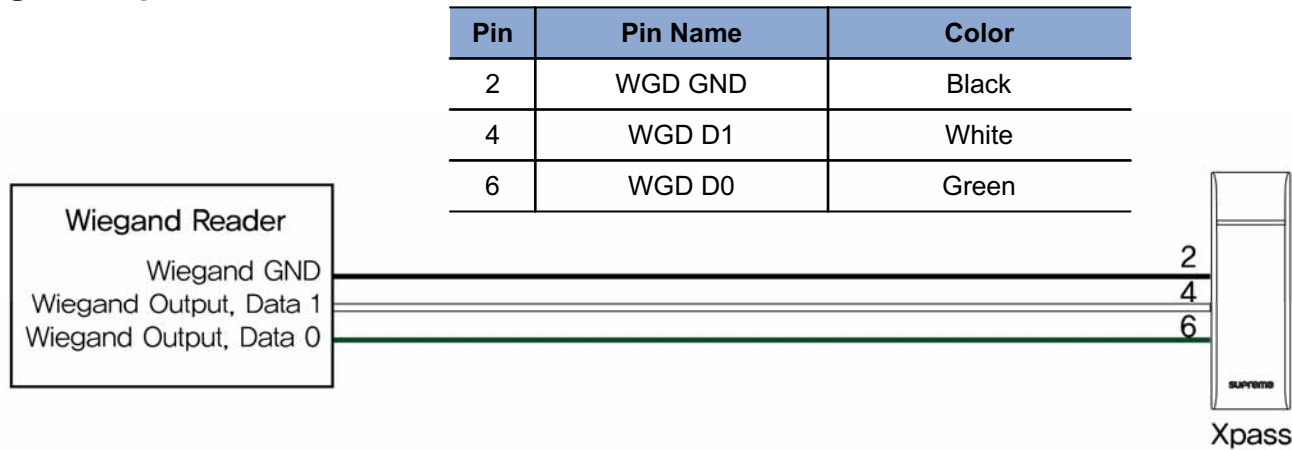 Pin Pin Name Color
2 WGD GND Black
4 WGD D1 White
6 WGD D0 Green
Wiegand Reader
Wiegand GND 2
Wiegand Output, Data 1 4
Wiegand Output, Data 0 6
suprema
Xpass